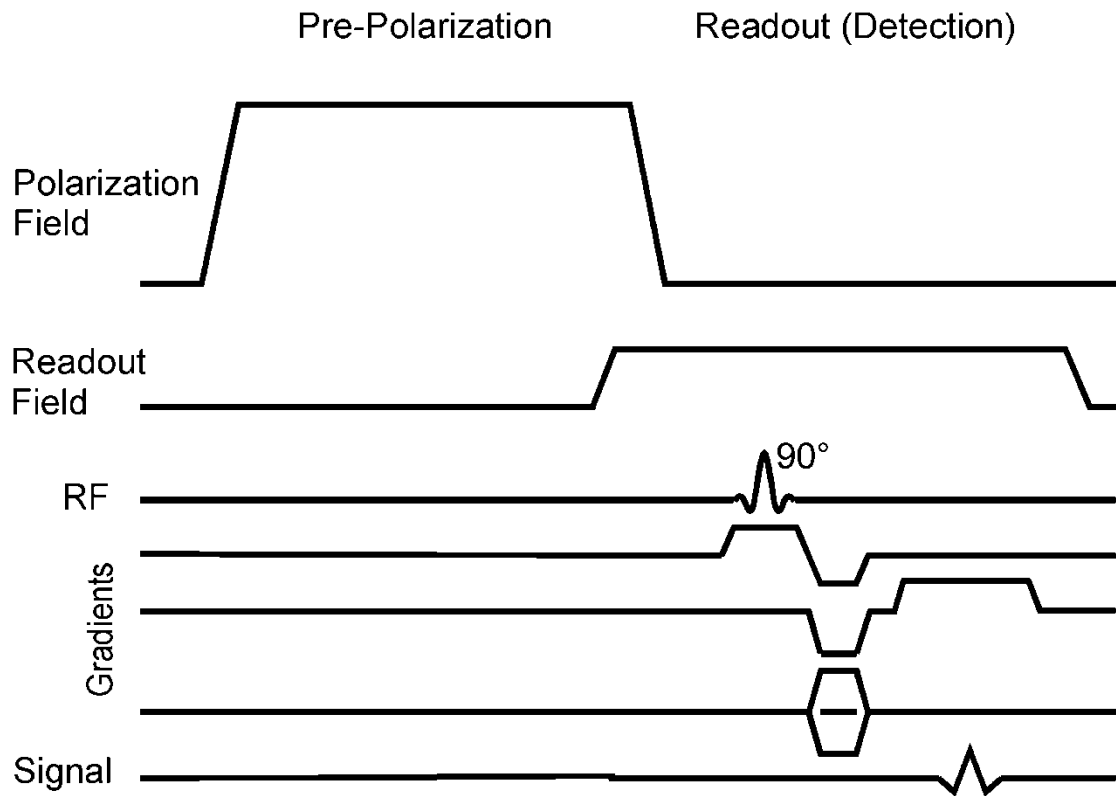 Pre-Polarization
Readout (Detection)
Polarization
Field
Readout
Field
90°
RF
Gradients
Signal